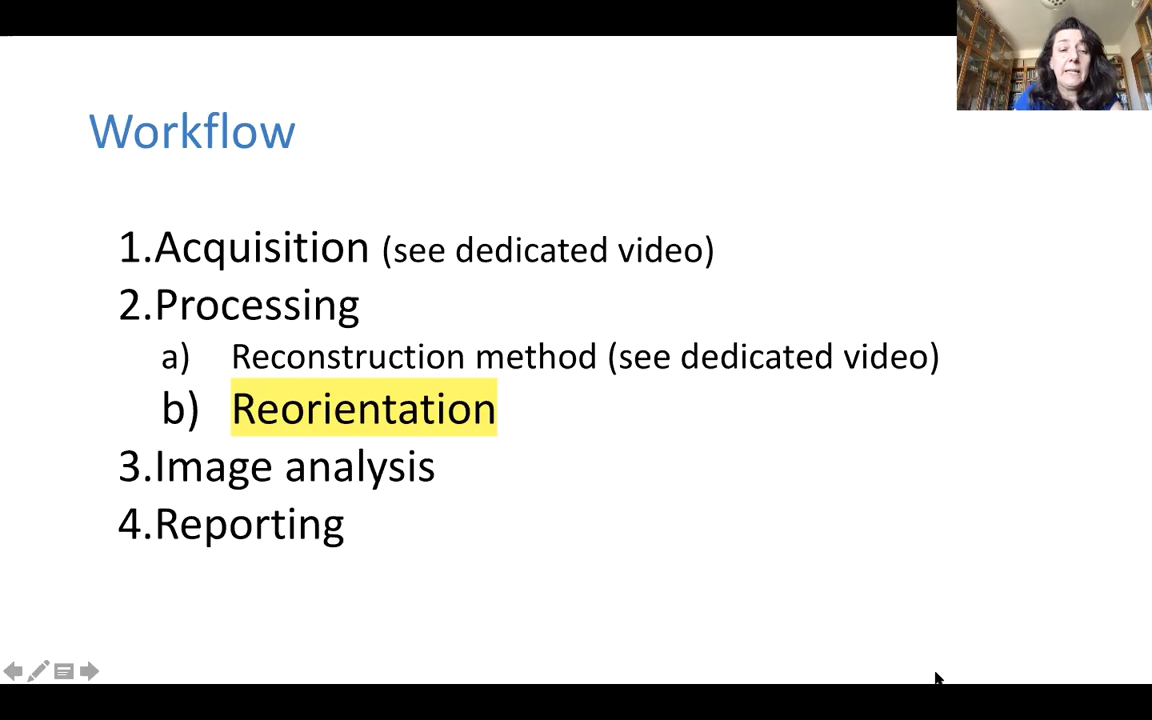 Workflow
1.Acquisition (see dedicated video)
2.Processing
a) Reconstruction method (see dedicated video)
b) Reorientation
3.Image analysis
4.Reporting